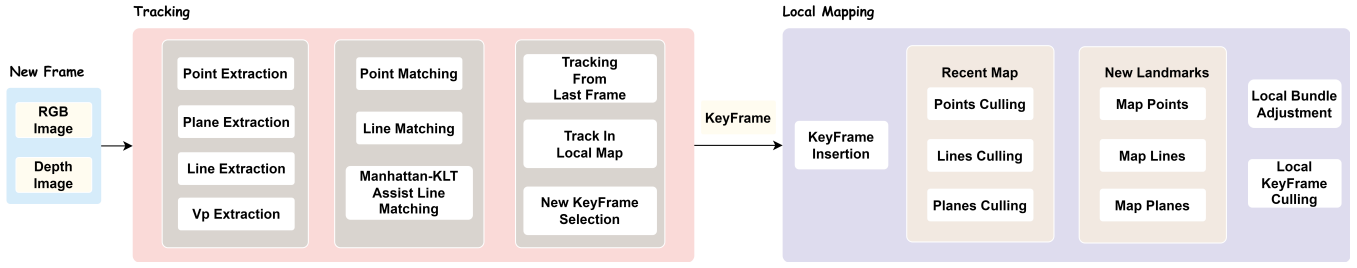 Tracking
Local Mapping
New Frame
RGB
Image
Depth
Image
Point Extraction
Plane Extraction
Line Extraction
Vp Extraction
Point Matching
Line Matching
Manhattan-KLT
Assist Line
Matching
Tracking
From
Last Frame
Track In
Local Map
New KeyFrame
Selection
KeyFrame
KeyFrame
Insertion
Recent Map
Points Culling
Lines Culling
Planes Culling
New Landmarks
Map Points
Map Lines
Map Planes
Local Bundle
Adjustment
Local
KeyFrame
Culling